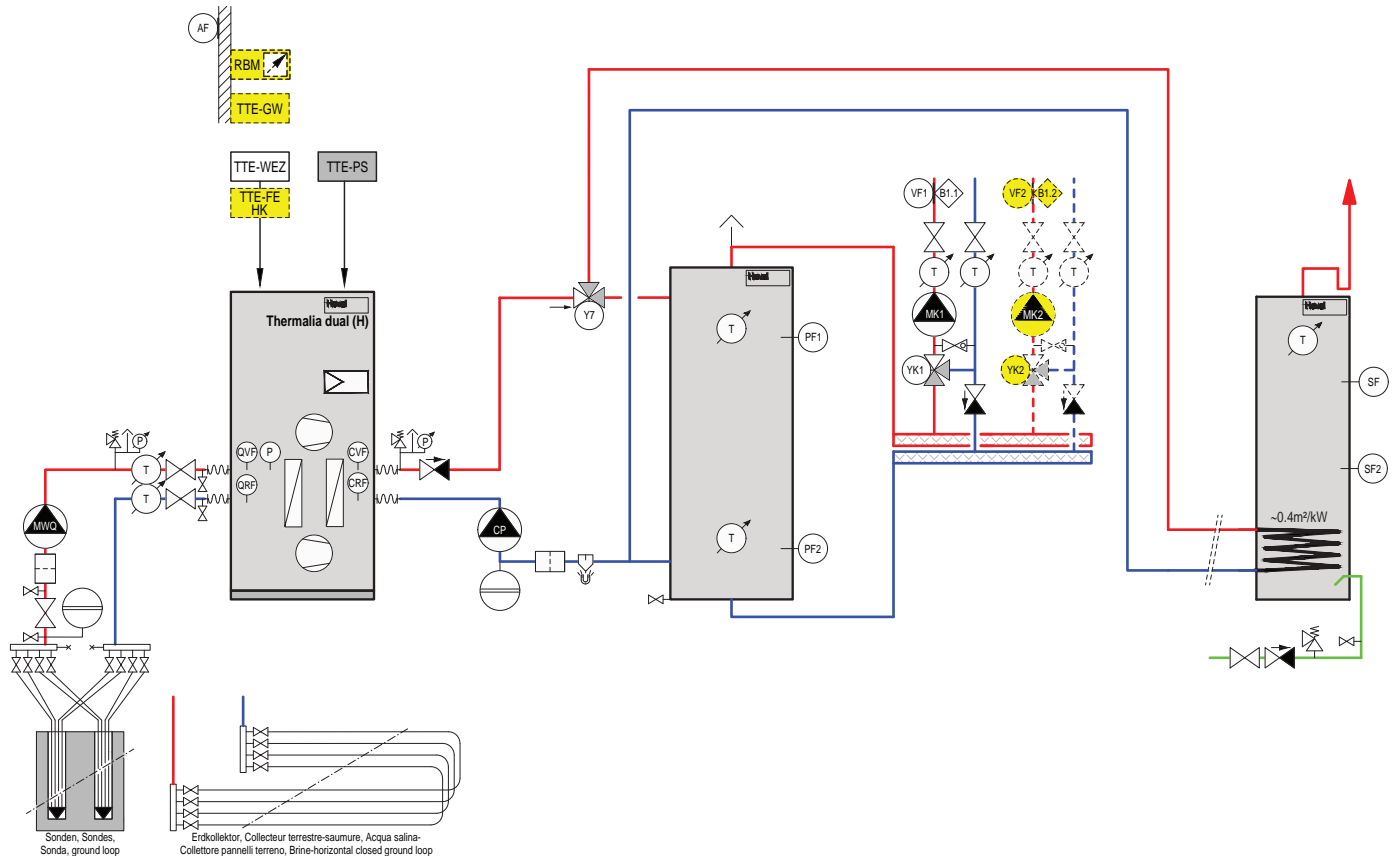 AF
RBM
TTE-GW
TTE-WEZ
TTE-PS
TTE-FE
HK
VF1
B1.1
VF2
B1.2
T
T
T
T
Thermalia dual (H)
Y7
T
PF1
MK1
MK2
T
YK1
YK2
SF
P
P
QVF
P
CVF
T
QRF
CRF
T
SF2
MWQ
CP
~0.4m²/kW
T
PF2
Sonden, Sondes,
Sonda, ground loop
Erdkollektor, Collecteur terrestre-saumure, Acqua salina-
Collettore pannelli terreno, Brine-horizontal closed ground loop